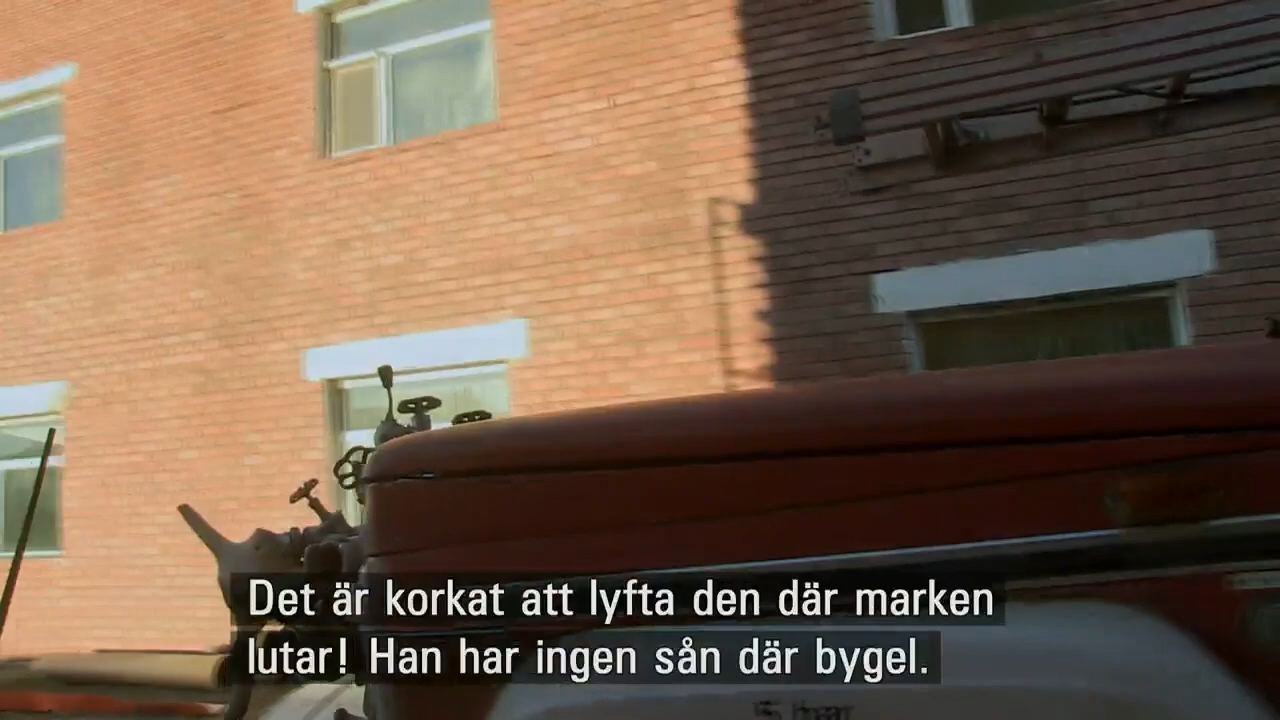 Det är korkat att lyfta den där marken
lutar! Han har ingen sån där bygel.